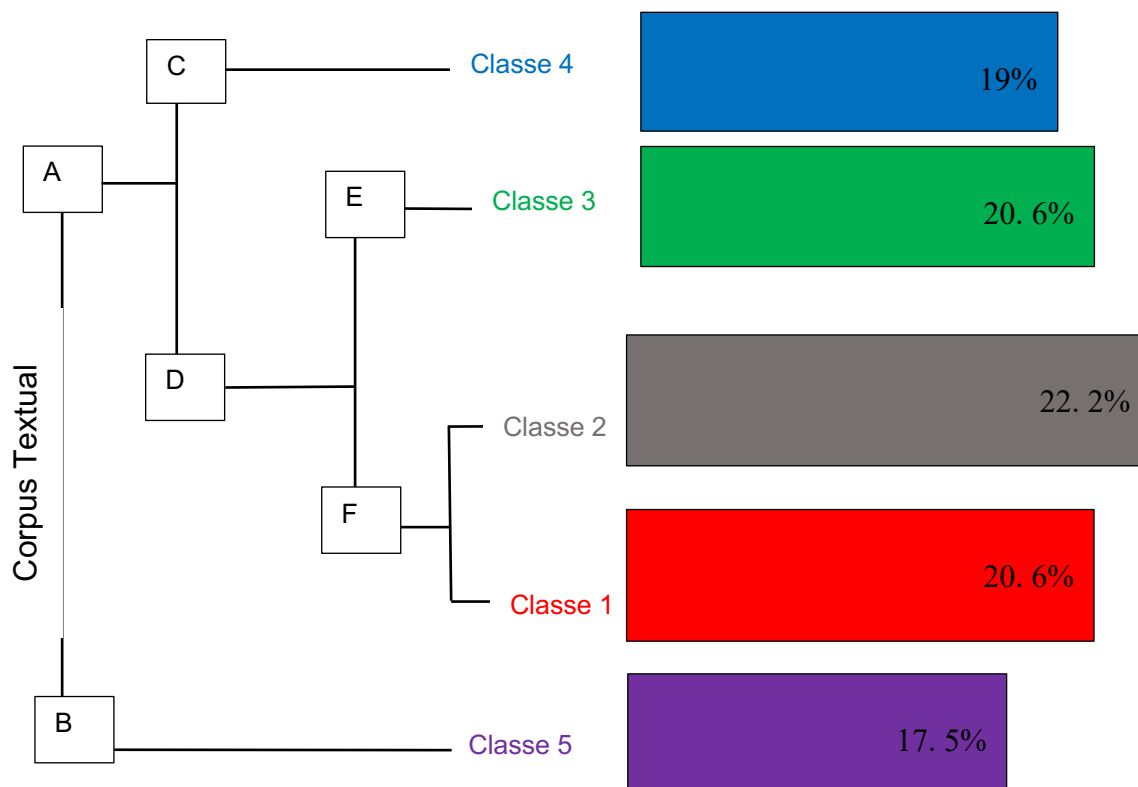 C
Classe 4
19%
A
E
Classe 3
20. 6%
D
Classe 2
22. 2%
Corpus Textual
F
Classe 1
20. 6%
B
Classe 5
17. 5%